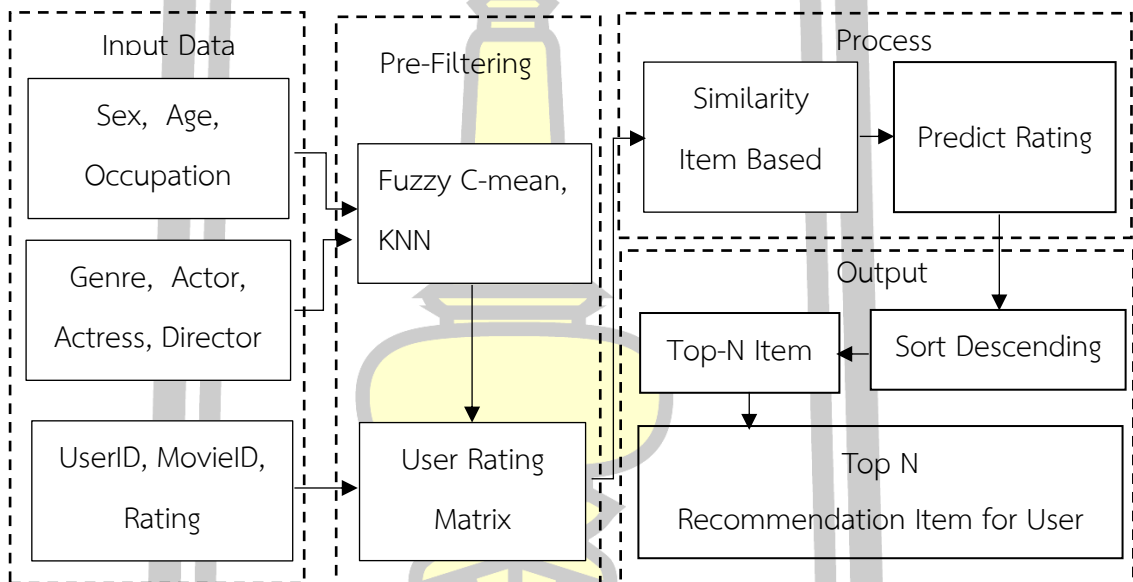 Input Data
Sex, Age,
Occupation
Genre, Actor,
Actress, Director
UserID, MovieID,
Rating
Pre-Filtering
Fuzzy C-mean,
KNN
User Rating
Matrix
Process
Similarity
Item Based
Predict Rating
Output
Sort Descending
Top-N Item
Top N
Recommendation Item for User